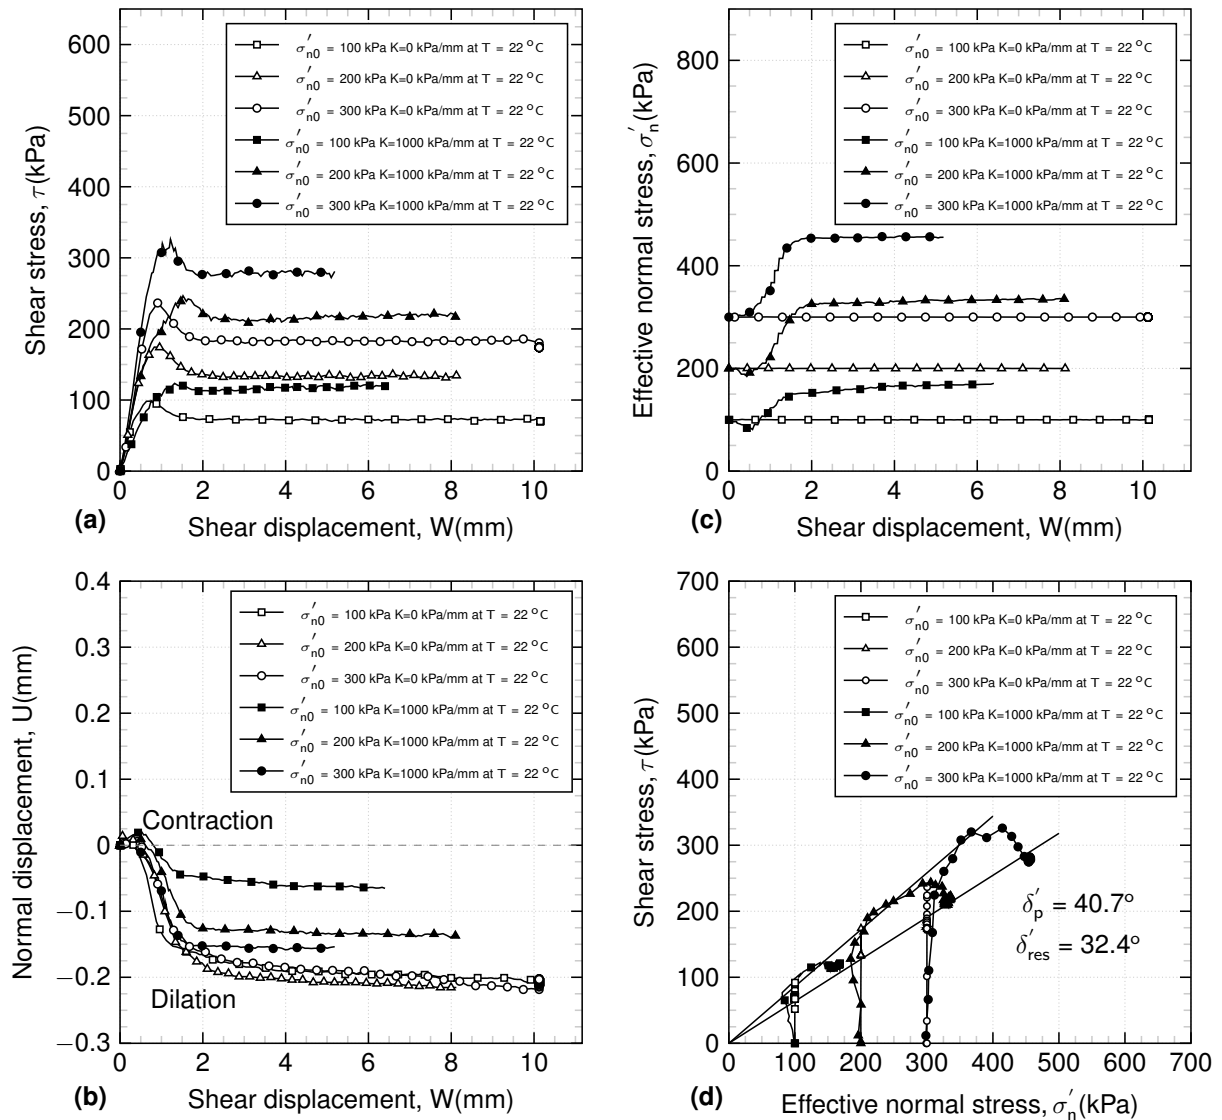 σ′n0 = 100 kPa K=0 kPa/mm at T = 22 °C
σ′n0 = 200 kPa K=0 kPa/mm at T = 22 °C
σ′n0 = 300 kPa K=0 kPa/mm at T = 22 °C
σ′n0 = 100 kPa K=1000 kPa/mm at T = 22 °C
σ′n0 = 200 kPa K=1000 kPa/mm at T = 22 °C
σ′n0 = 300 kPa K=1000 kPa/mm at T = 22 °C
600
500
400
300
200
100
0
Shear stress, τ(kPa)
0 2 4 6 8 10
(a)
Shear displacement, W(mm)
σ′n0 = 100 kPa K=0 kPa/mm at T = 22 °C
σ′n0 = 200 kPa K=0 kPa/mm at T = 22 °C
σ′n0 = 300 kPa K=0 kPa/mm at T = 22 °C
σ′n0 = 100 kPa K=1000 kPa/mm at T = 22 °C
σ′n0 = 200 kPa K=1000 kPa/mm at T = 22 °C
σ′n0 = 300 kPa K=1000 kPa/mm at T = 22 °C
800
600
400
200
0
Effective normal stress, σ′n(kPa)
0 2 4 6 8 10
(c)
Shear displacement, W(mm)
σ′n0 = 100 kPa K=0 kPa/mm at T = 22 °C
σ′n0 = 200 kPa K=0 kPa/mm at T = 22 °C
σ′n0 = 300 kPa K=0 kPa/mm at T = 22 °C
σ′n0 = 100 kPa K=1000 kPa/mm at T = 22 °C
σ′n0 = 200 kPa K=1000 kPa/mm at T = 22 °C
σ′n0 = 300 kPa K=1000 kPa/mm at T = 22 °C
0.4
0.3
0.2
0.1
0
−0.1
−0.2
−0.3
Normal displacement, U(mm)
Contraction
Dilation
0 2 4 6 8 10
(b)
Shear displacement, W(mm)
σ′n0 = 100 kPa K=0 kPa/mm at T = 22 °C
σ′n0 = 200 kPa K=0 kPa/mm at T = 22 °C
σ′n0 = 300 kPa K=0 kPa/mm at T = 22 °C
σ′n0 = 100 kPa K=1000 kPa/mm at T = 22 °C
σ′n0 = 200 kPa K=1000 kPa/mm at T = 22 °C
σ′n0 = 300 kPa K=1000 kPa/mm at T = 22 °C
700
600
500
400
300
200
100
0
Shear stress, τ(kPa)
δ′p = 40.7°
δ′res = 32.4°
0 100 200 300 400 500 600 700
(d)
Effective normal stress, σ′n(kPa)